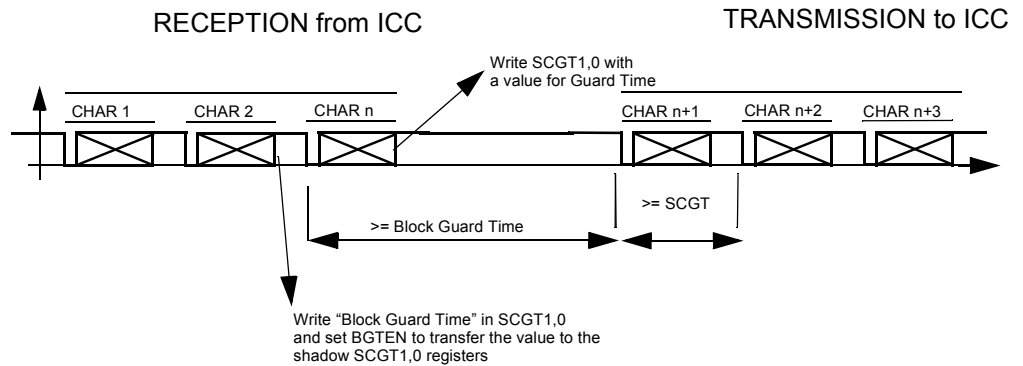 RECEPTION from ICC
TRANSMISSION to ICC
Write SCGT1,0 with
a value for Guard Time
CHAR 1
CHAR 2
CHAR n
CHAR n+1
CHAR n+2
CHAR n+3
>= SCGT
>= Block Guard Time
Write “Block Guard Time” in SCGT1,0
and set BGTEN to transfer the value to the
shadow SCGT1,0 registers